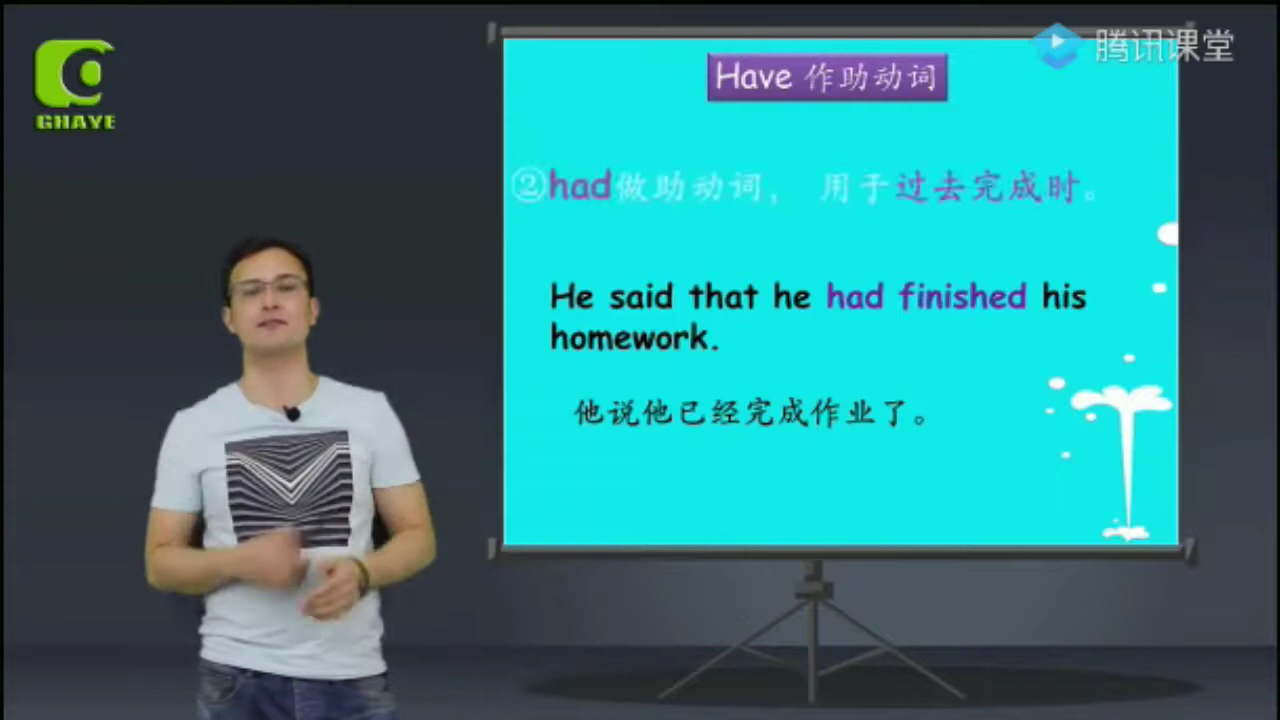 GHAYE
腾讯课堂
Have 作助动词
②had做助动词， 用于过去完成时。
He said that he had finished his
homework.
他说他已经完成作业了。